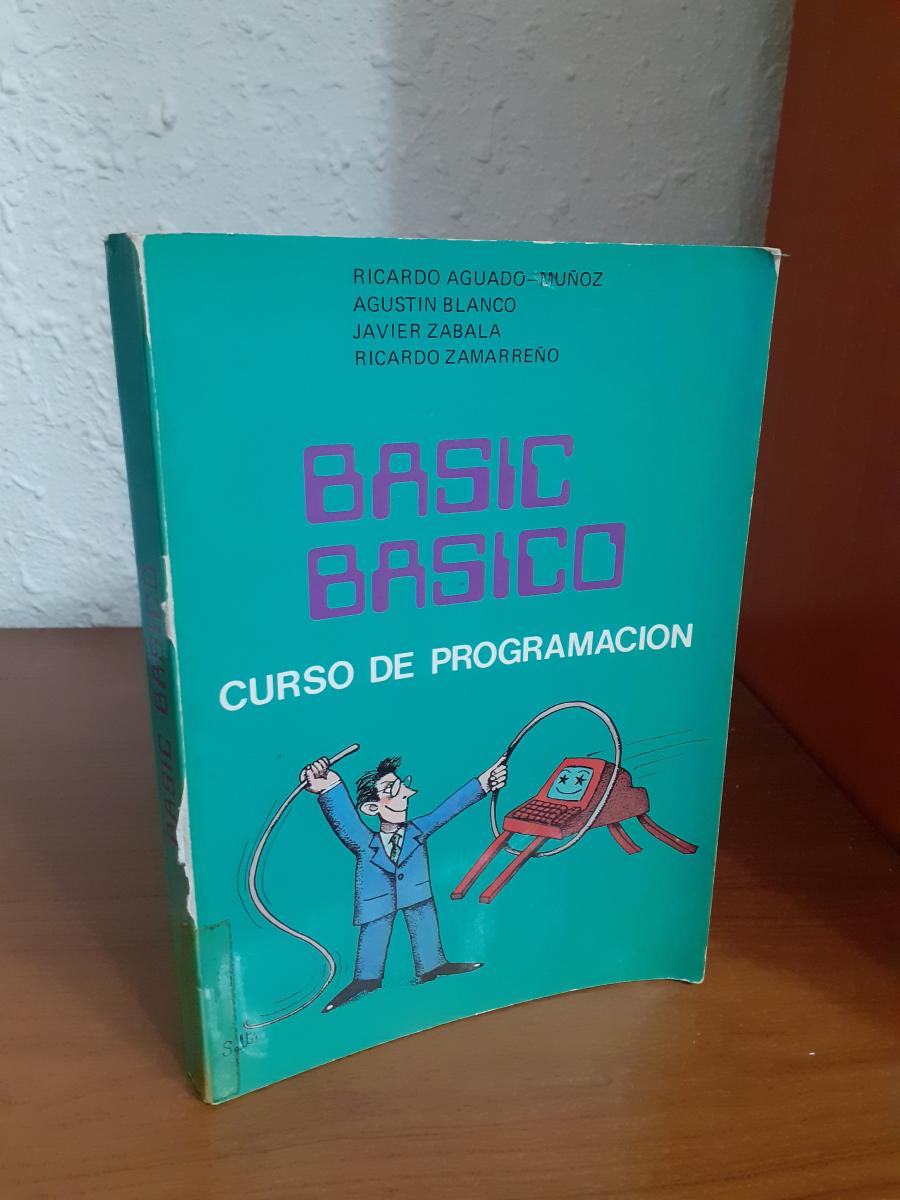 RICARDO AGUADO-MUÑOZ
AGUSTIN BLANCO
JAVIER ZABALA
RICARDO ZAMARREÑO
BASIC
BASICO
CURSO DE PROGRAMACION
BASIC BASICO